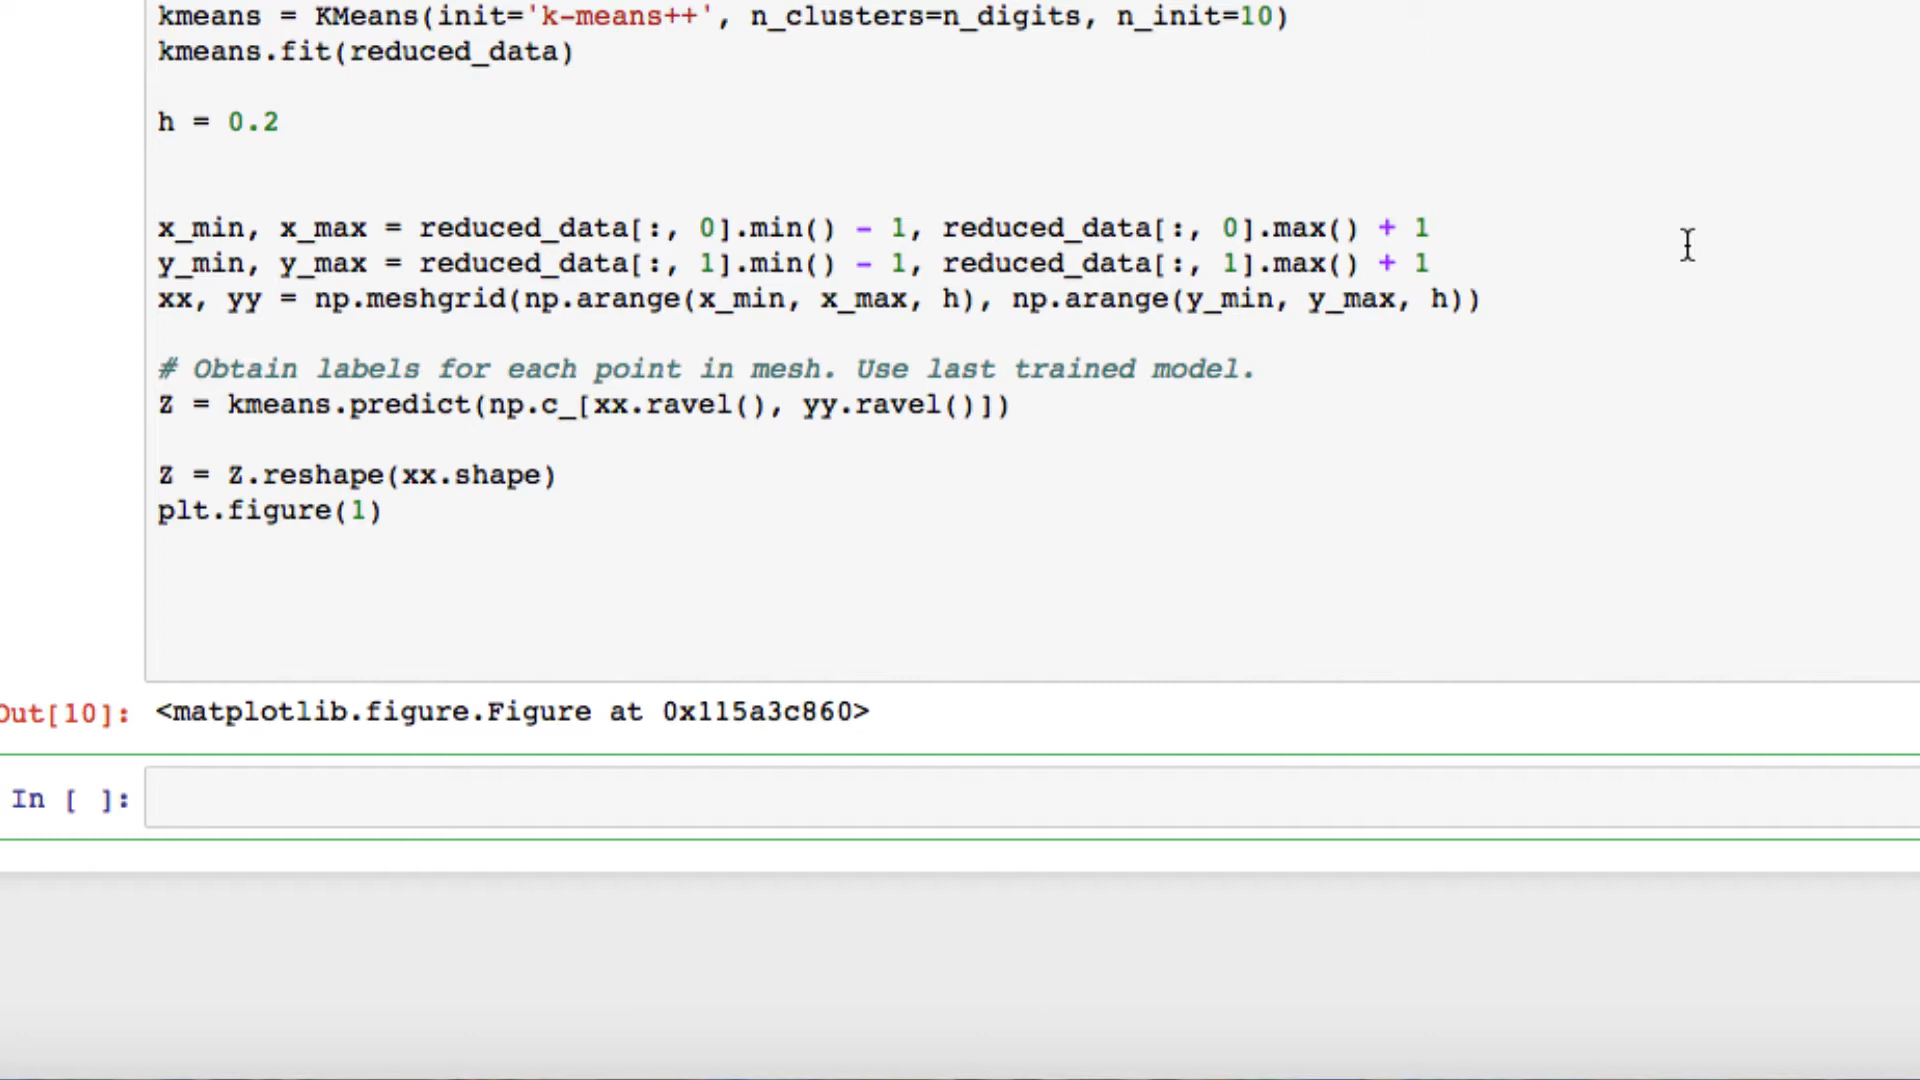 kmeans = KMeans(init='k-means++', n_clusters=n_digits, n_init=10)
kmeans.fit(reduced_data)
h = 0.2
x_min, x_max = reduced_data[:, 0].min() - 1, reduced_data[:, 0].max() + 1
y_min, y_max = reduced_data[:, 1].min() - 1, reduced_data[:, 1].max() + 1
xx, yy = np.meshgrid(np.arange(x_min, x_max, h), np.arange(y_min, y_max, h))
# Obtain labels for each point in mesh. Use last trained model.
Z = kmeans.predict(np.c_[xx.ravel(), yy.ravel()])
Z = Z.reshape(xx.shape)
plt.figure(1)
Out[10]: <matplotlib.figure.Figure at 0x115a3c860>
In [ ]: